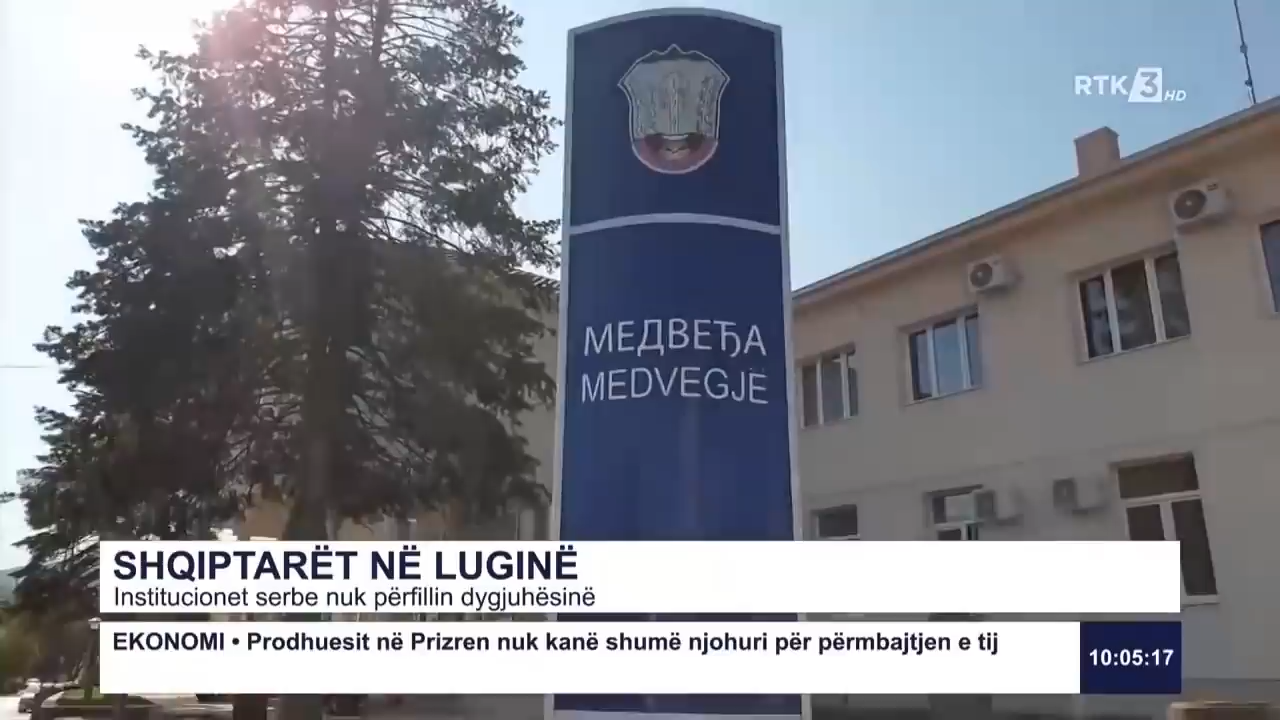 RTK 3 HD
МЕДВЕЂА
MEDVEGJË
SHQIPTARËT NË LUGINË
Institucionet serbe nuk përfillin dygjuhësinë
EKONOMI • Prodhuesit në Prizren nuk kanë shumë njohuri për përmbajtjen e tij
10:05:17